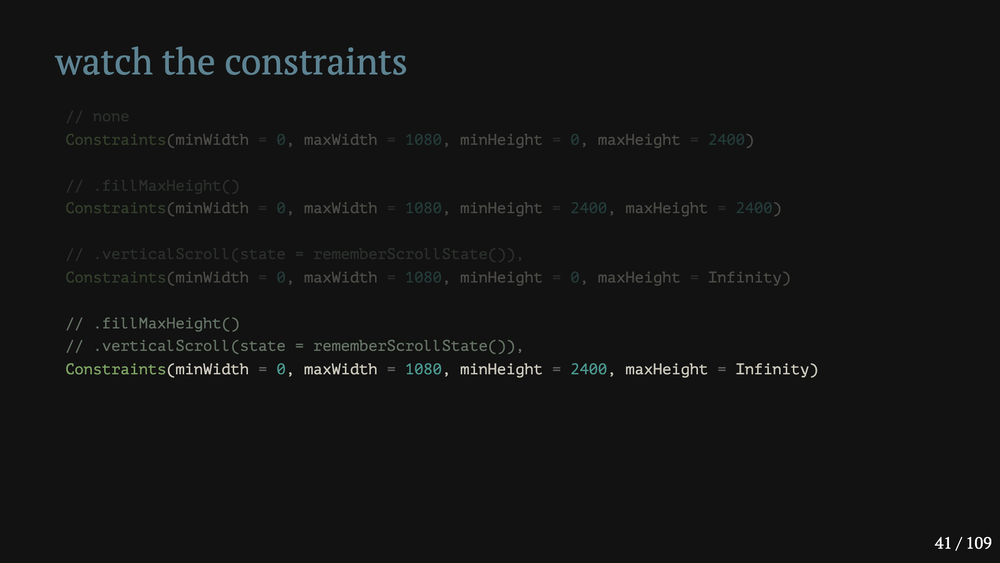 watch the constraints
// none
Constraints(minWidth = 0, maxWidth = 1080, minHeight = 0, maxHeight = 2400)
// .fillMaxHeight()
Constraints(minWidth = 0, maxWidth = 1080, minHeight = 2400, maxHeight = 2400)
// .verticalScroll(state = rememberScrollState()),
Constraints(minWidth = 0, maxWidth = 1080, minHeight = 0, maxHeight = Infinity)
// .fillMaxHeight()
// .verticalScroll(state = rememberScrollState()),
Constraints(minWidth = 0, maxWidth = 1080, minHeight = 2400, maxHeight = Infinity)
41 / 109